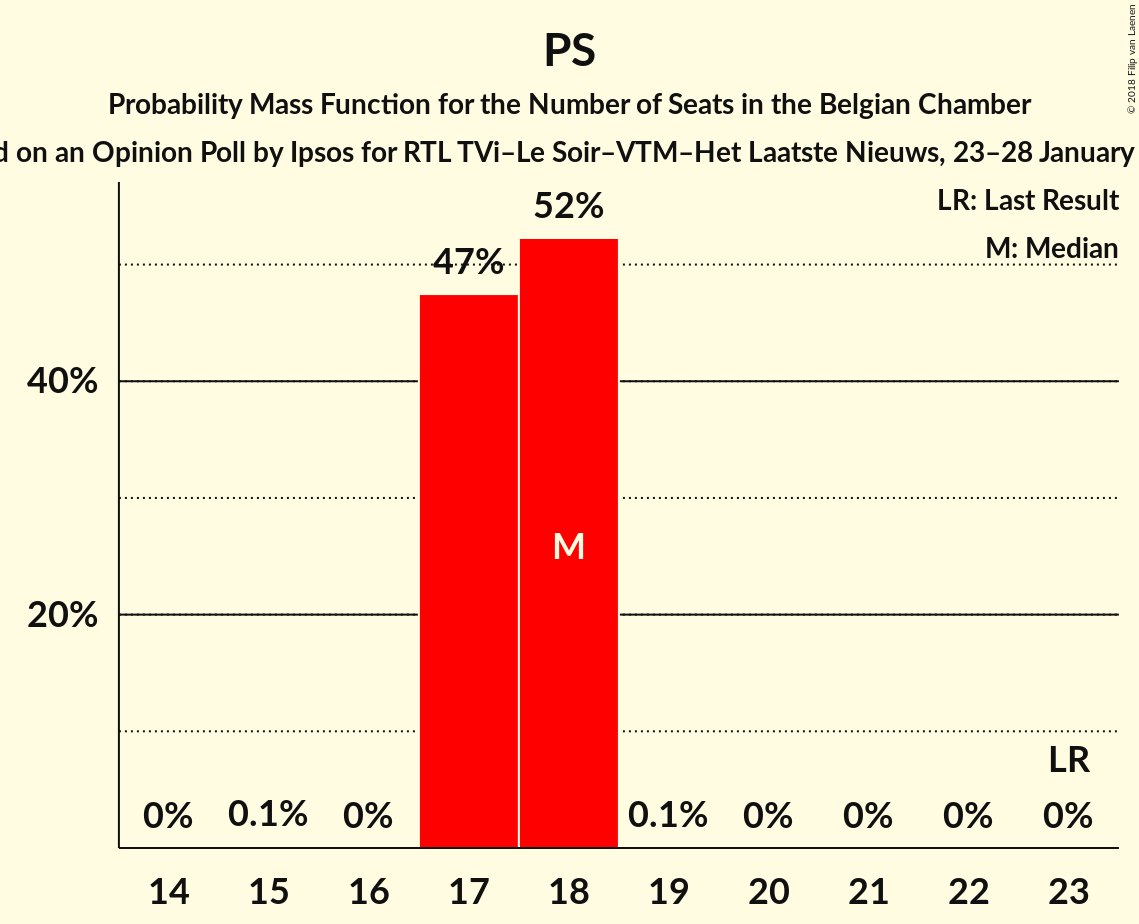 PS
Probability Mass Function for the Number of Seats in the Belgian Chamber
on an Opinion Poll by Ipsos for RTL TVi–Le Soir–VTM–Het Laatste Nieuws, 23–28 January
© 2018 Filip van Laenen
LR: Last Result
M: Median
52%
47%
40%
M
20%
LR
0% 0.1% 0% 0.1% 0% 0% 0% 0%
14 15 16 17 18 19 20 21 22 23